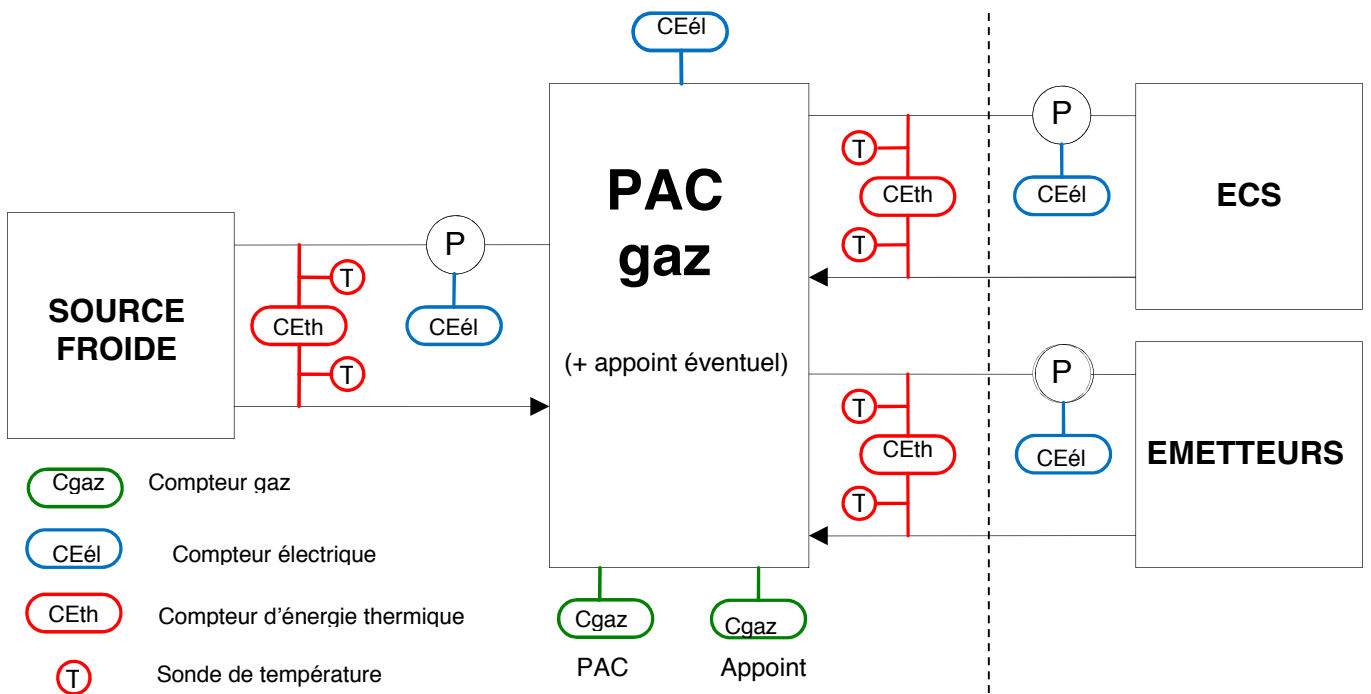 CEél
PAC
gaz
(+ appoint éventuel)
T
CEth
T
P
CEél
ECS
SOURCE
FROIDE
T
CEth
T
P
CEél
T
CEth
T
P
CEél
EMETTEURS
Cgaz
PAC
Cgaz
Appoint
Cgaz Compteur gaz
CEél Compteur électrique
CEth Compteur d'énergie thermique
T Sonde de température